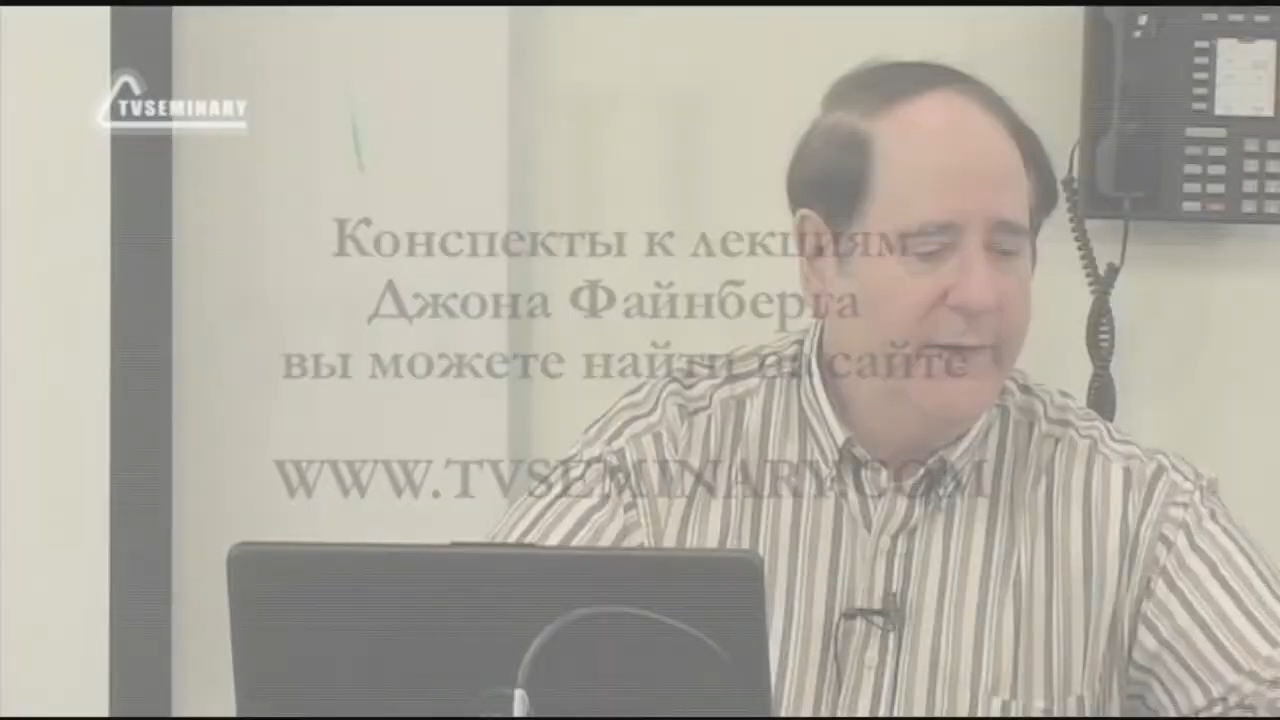 TVSEMINARY
Конспекты к лекциям
Джона Файнберга
вы можете найти на сайте
WWW.TVSEMINARY.COM